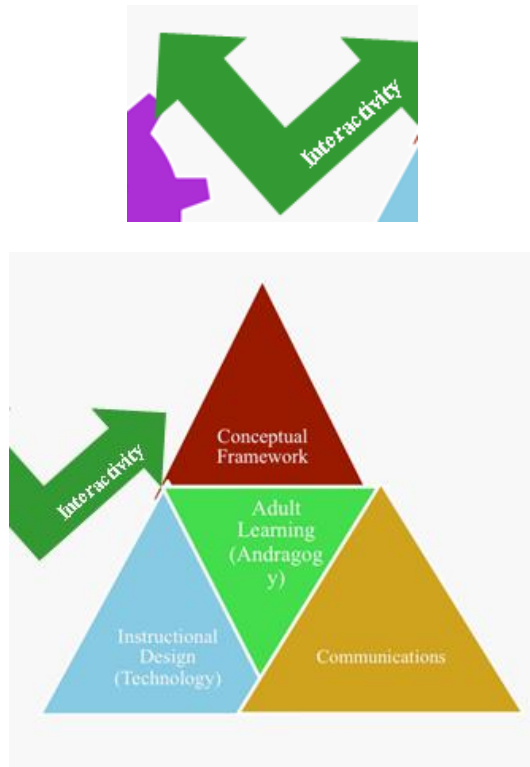 Interactivity
Conceptual
Framework
Interactivity
Adult
Learning
(Andragog
y)
Instructional
Design
(Technology)
Communications